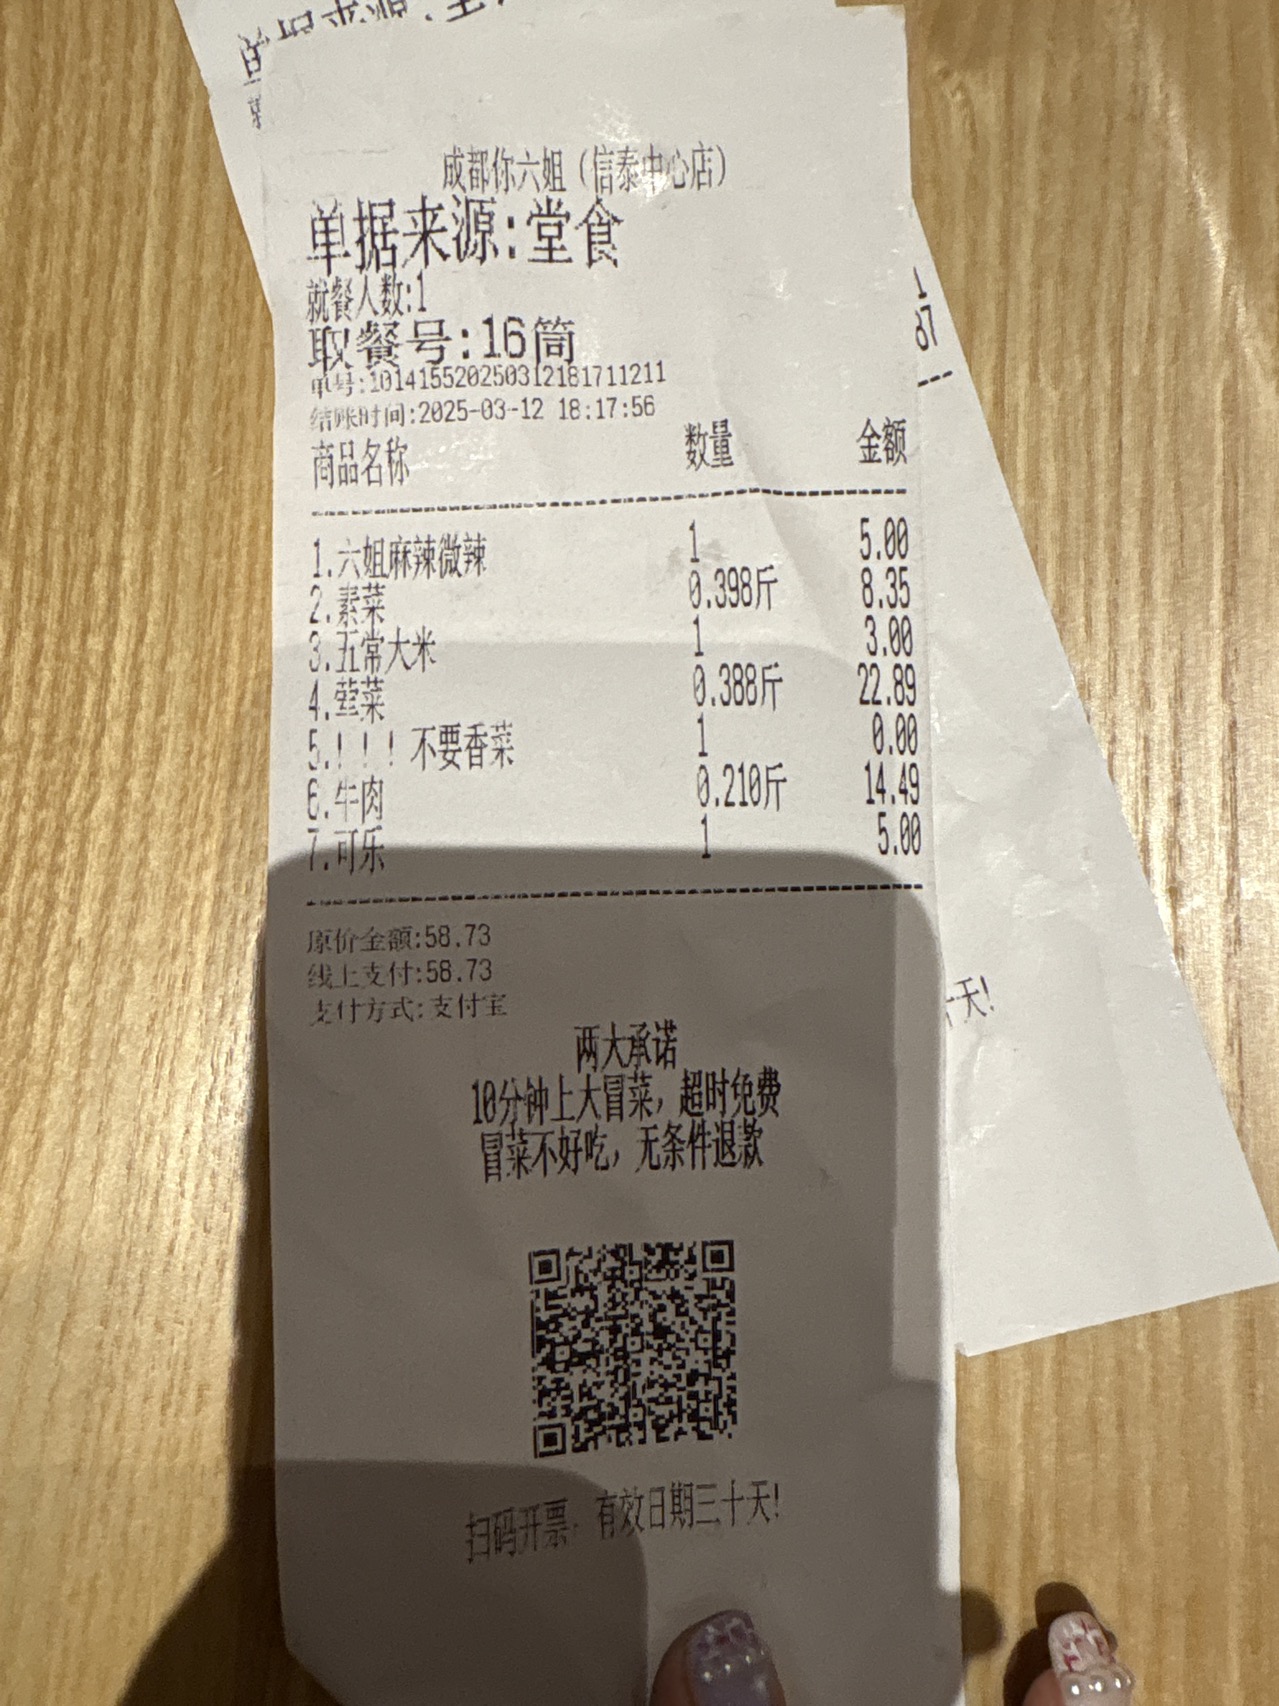 成都你六姐（信泰中心店）
单据来源:堂食
就餐人数:1
取餐号:16筒
单号:101415520250312181711211
结账时间:2025-03-12 18:17:56
商品名称 数量 金额
1.六姐麻辣微辣 1 5.00
2.素菜 0.398斤 8.35
3.五常大米 1 3.00
4.荤菜 0.388斤 22.89
5.！！！不要香菜 1 0.00
6.牛肉 0.210斤 14.49
7.可乐 1 5.00
原价金额:58.73
线上支付:58.73
支付方式:支付宝
两大承诺
10分钟上大冒菜，超时免费
冒菜不好吃，无条件退款
扫码开票，有效日期三十天!
1
87
十天!